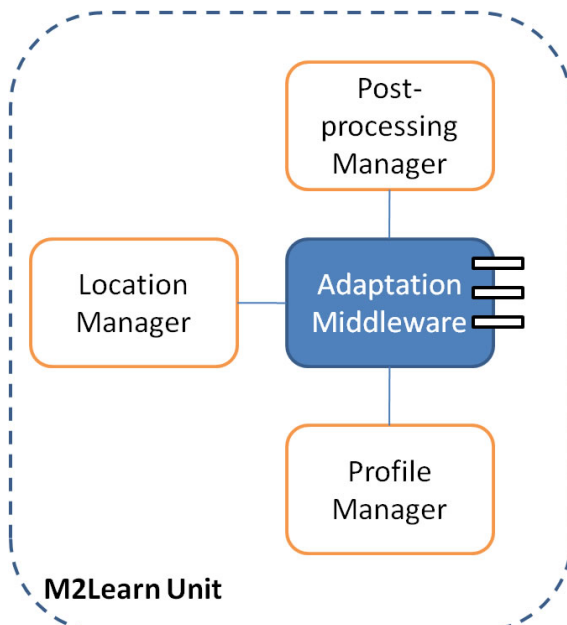 Post-
processing
Manager
Location
Manager
Adaptation
Middleware
Profile
Manager
M2Learn Unit